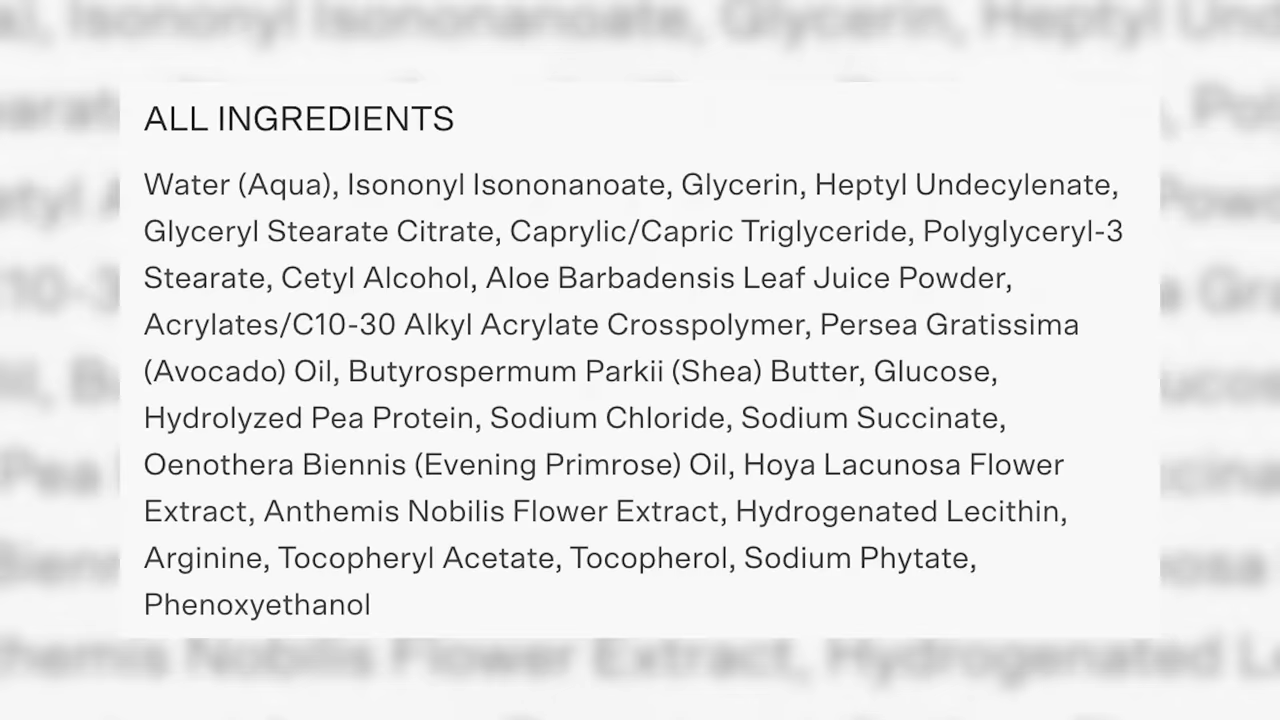 ALL INGREDIENTS
Water (Aqua), Isononyl Isononanoate, Glycerin, Heptyl Undecylenate,
Glyceryl Stearate Citrate, Caprylic/Capric Triglyceride, Polyglyceryl-3
Stearate, Cetyl Alcohol, Aloe Barbadensis Leaf Juice Powder,
Acrylates/C10-30 Alkyl Acrylate Crosspolymer, Persea Gratissima
(Avocado) Oil, Butyrospermum Parkii (Shea) Butter, Glucose,
Hydrolyzed Pea Protein, Sodium Chloride, Sodium Succinate,
Oenothera Biennis (Evening Primrose) Oil, Hoya Lacunosa Flower
Extract, Anthemis Nobilis Flower Extract, Hydrogenated Lecithin,
Arginine, Tocopheryl Acetate, Tocopherol, Sodium Phytate,
Phenoxyethanol